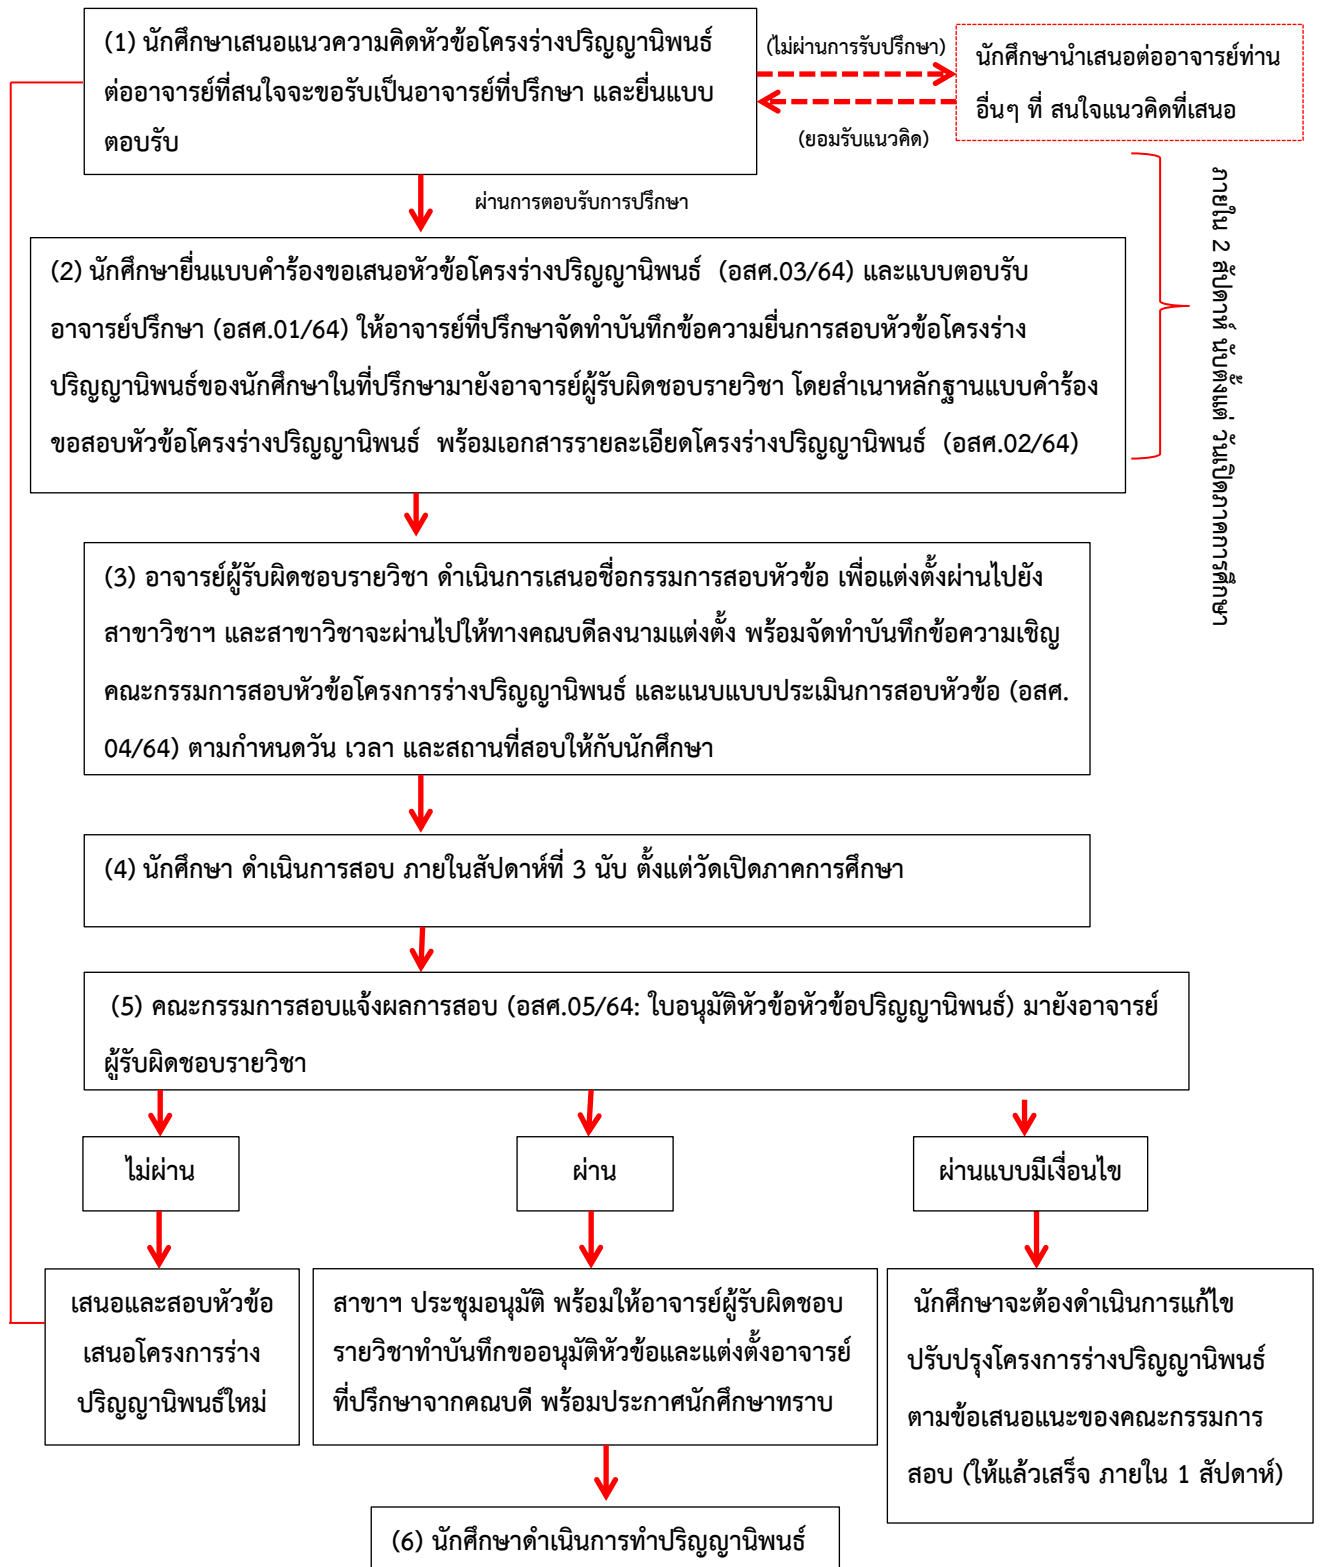 (1) นักศึกษาเสนอแนวความคิดหัวข้อโครงร่างปริญญานิพนธ์
ต่ออาจารย์ที่สนใจจะขอรับเป็นอาจารย์ที่ปรึกษา และยื่นแบบ
ตอบรับ
(ไม่ผ่านการรับปรึกษา)
(ยอมรับแนวคิด)
นักศึกษานำเสนอต่ออาจารย์ท่าน
อื่นๆ ที่ สนใจแนวคิดที่เสนอ
ผ่านการตอบรับการปรึกษา
ภายใน 2 สัปดาห์ นับตั้งแต่ วันเปิดภาคการศึกษา
(2) นักศึกษายื่นแบบคำร้องขอเสนอหัวข้อโครงร่างปริญญานิพนธ์ (อสศ.03/64) และแบบตอบรับ
อาจารย์ปรึกษา (อสศ.01/64) ให้อาจารย์ที่ปรึกษาจัดทำบันทึกข้อความยื่นการสอบหัวข้อโครงร่าง
ปริญญานิพนธ์ของนักศึกษาในที่ปรึกษามายังอาจารย์ผู้รับผิดชอบรายวิชา โดยสำเนาหลักฐานแบบคำร้อง
ขอสอบหัวข้อโครงร่างปริญญานิพนธ์ พร้อมเอกสารรายละเอียดโครงร่างปริญญานิพนธ์ (อสศ.02/64)
(3) อาจารย์ผู้รับผิดชอบรายวิชา ดำเนินการเสนอชื่อกรรมการสอบหัวข้อ เพื่อแต่งตั้งผ่านไปยัง
สาขาวิชาฯ และสาขาวิชาจะผ่านไปให้ทางคณบดีลงนามแต่งตั้ง พร้อมจัดทำบันทึกข้อความเชิญ
คณะกรรมการสอบหัวข้อโครงการร่างปริญญานิพนธ์ และแนบแบบประเมินการสอบหัวข้อ (อสศ.
04/64) ตามกำหนดวัน เวลา และสถานที่สอบให้กับนักศึกษา
(4) นักศึกษา ดำเนินการสอบ ภายในสัปดาห์ที่ 3 นับ ตั้งแต่วัดเปิดภาคการศึกษา
(5) คณะกรรมการสอบแจ้งผลการสอบ (อสศ.05/64: ใบอนุมัติหัวข้อหัวข้อปริญญานิพนธ์) มายังอาจารย์
ผู้รับผิดชอบรายวิชา
ไม่ผ่าน
ผ่าน
ผ่านแบบมีเงื่อนไข
เสนอและสอบหัวข้อ
เสนอโครงการร่าง
ปริญญานิพนธ์ใหม่
สาขาฯ ประชุมอนุมัติ พร้อมให้อาจารย์ผู้รับผิดชอบ
รายวิชาทำบันทึกขออนุมัติหัวข้อและแต่งตั้งอาจารย์
ที่ปรึกษาจากคณบดี พร้อมประกาศนักศึกษาทราบ
นักศึกษาจะต้องดำเนินการแก้ไข
ปรับปรุงโครงการร่างปริญญานิพนธ์
ตามข้อเสนอแนะของคณะกรรมการ
สอบ (ให้แล้วเสร็จ ภายใน 1 สัปดาห์)
(6) นักศึกษาดำเนินการทำปริญญานิพนธ์